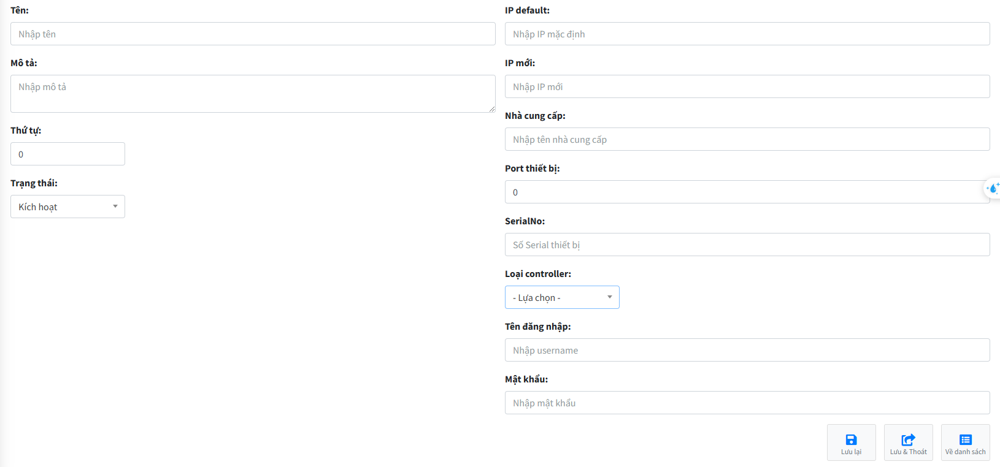 Tên:
Nhập tên
Mô tả:
Nhập mô tả
Thứ tự:
0
Trạng thái:
Kích hoạt
IP default:
Nhập IP mặc định
IP mới:
Nhập IP mới
Nhà cung cấp:
Nhập tên nhà cung cấp
Port thiết bị:
0
SerialNo:
Số Serial thiết bị
Loại controller:
- Lựa chọn -
Tên đăng nhập:
Nhập username
Mật khẩu:
Nhập mật khẩu
Lưu lại
Lưu & Thoát
Về danh sách